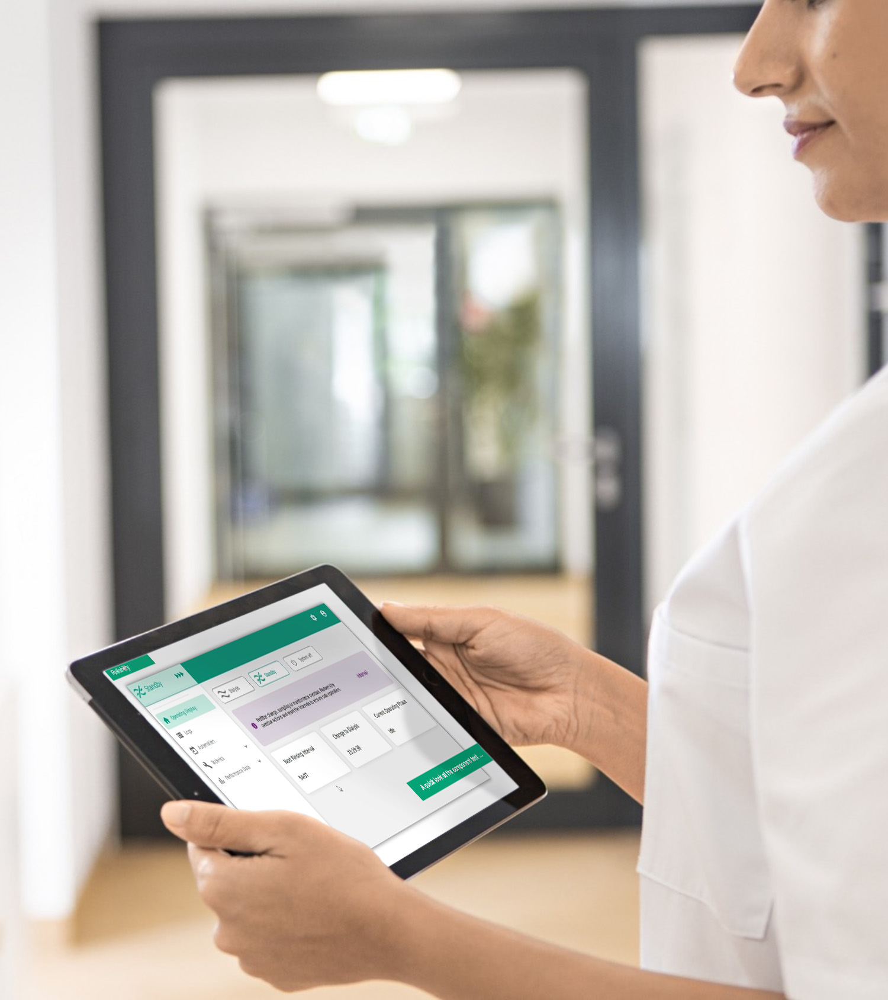 Reliability
Standby
Operating Display
Logs
Automation
Technics
Performance Data
Dialysis
Standby
System off
Interval
Prefilter change, sampling or maintenance overdue. Perform the
overdue actions and reset the intervals to ensure safe operation.
Next Rinsing Interval
54:07
Change to Dialysis
23:29:38
Current Operating Phase
Idle
A quick look at the component test ...